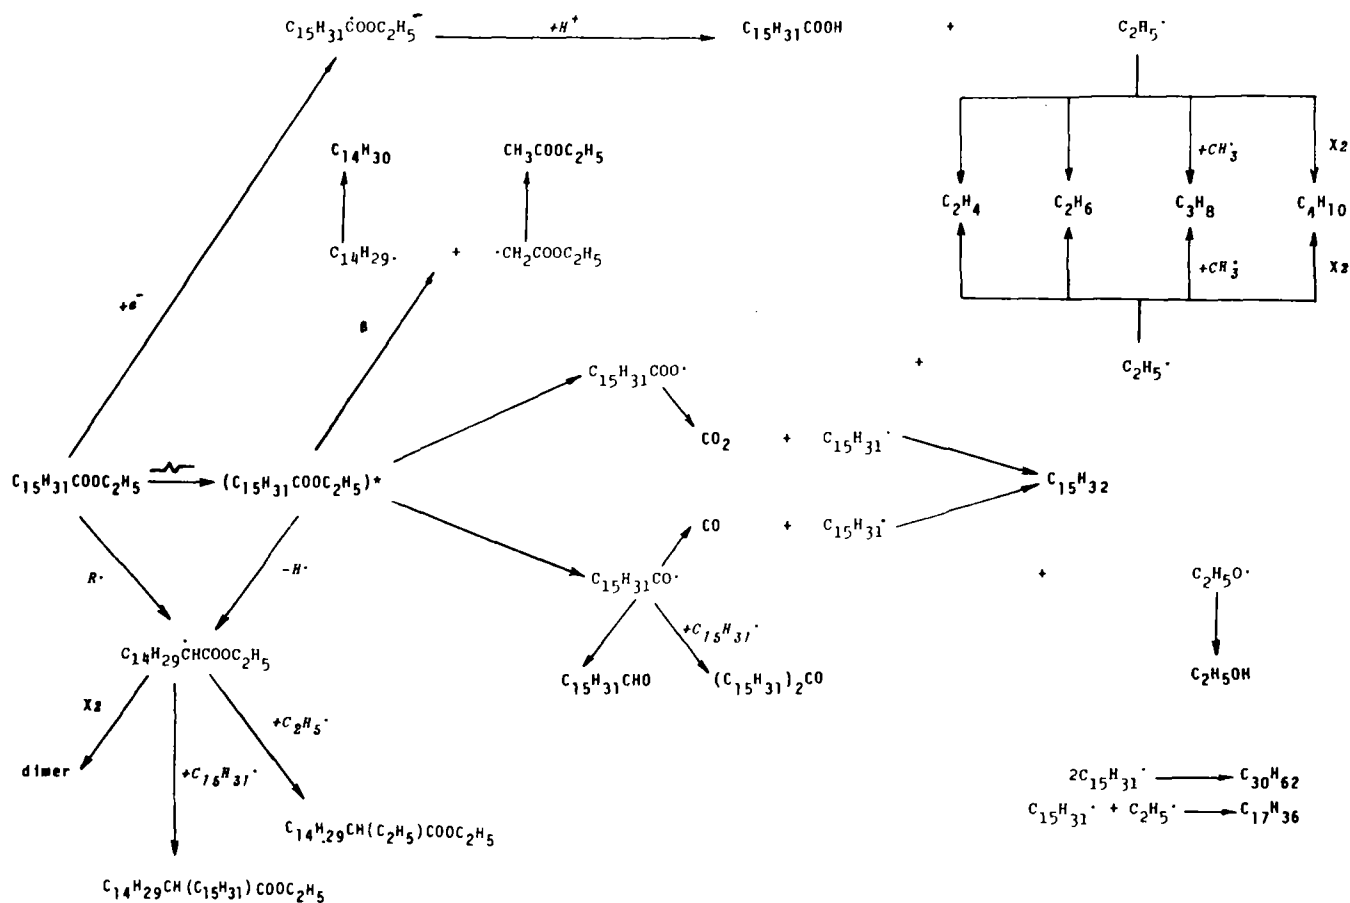 C₁₅H₃₁ĊOOC₂H₅⁻ +H⁺ C₁₅H₃₁COOH + C₂H₅·
C₁₄H₃₀ CH₃COOC₂H₅ +CH₃· X2
C₂H₄ C₂H₆ C₃H₈ C₄H₁₀
C₁₄H₂₉· + ·CH₂COOC₂H₅
+CH₃· X2
+e⁻ β
C₁₅H₃₁COO· + C₂H₅·
CO₂ + C₁₅H₃₁·
C₁₅H₃₁COOC₂H₅ (C₁₅H₃₁COOC₂H₅)* C₁₅H₃₂
CO + C₁₅H₃₁·
R· -H· C₁₅H₃₁CO· + C₂H₅O·
+C₁₅H₃₁·
C₁₄H₂₉ĊHCOOC₂H₅
C₁₅H₃₁CHO (C₁₅H₃₁)₂CO C₂H₅OH
X2 +C₂H₅·
dimer +C₁₅H₃₁· 2C₁₅H₃₁· C₃₀H₆₂
C₁₅H₃₁· + C₂H₅· C₁₇H₃₆
C₁₄H₂₉CH(C₂H₅)COOC₂H₅
C₁₄H₂₉CH(C₁₅H₃₁)COOC₂H₅